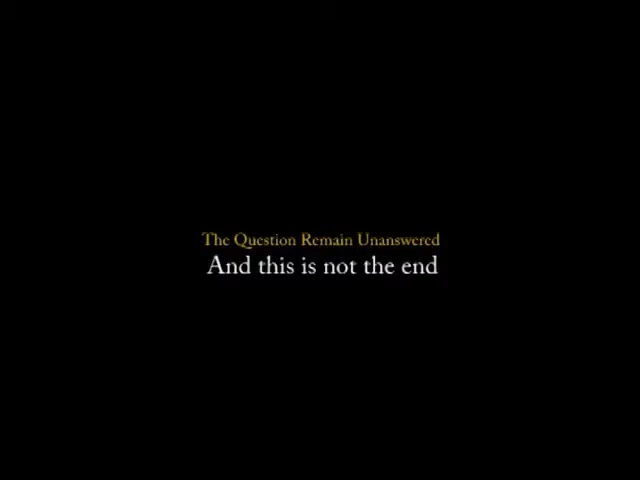 The Question Remain Unanswered
And this is not the end